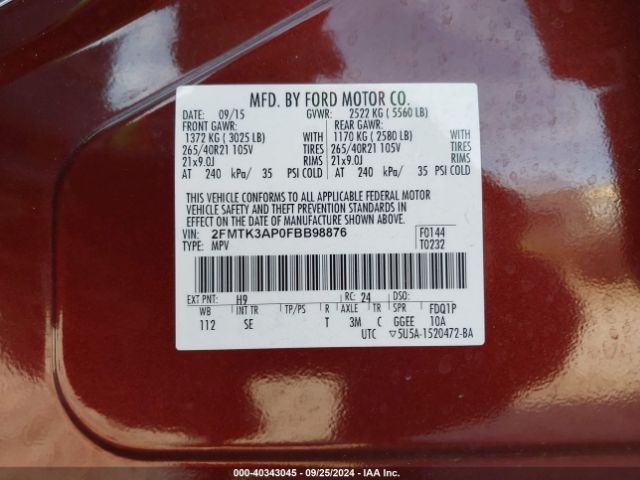 MFD. BY FORD MOTOR CO.
DATE: 09/15 GVWR: 2522 KG ( 5560 LB)
FRONT GAWR: REAR GAWR:
1372 KG ( 3025 LB) WITH 1170 KG ( 2580 LB) WITH
265/40R21 105V TIRES 265/40R21 105V TIRES
21x9.0J RIMS 21x9.0J RIMS
AT 240 kPa/ 35 PSI COLD AT 240 kPa/ 35 PSI COLD
THIS VEHICLE CONFORMS TO ALL APPLICABLE FEDERAL MOTOR
VEHICLE SAFETY AND THEFT PREVENTION STANDARDS IN
EFFECT ON THE DATE OF MANUFACTURE SHOWN ABOVE.
VIN: 2FMTK3AP0FBB98876 F0144
TYPE: MPV T0232
EXT PNT: H9 RC: 24 DSO:
WB INT TR TP/PS R AXLE TR SPR FDQ1P
112 SE T 3M C GGEE 10A
UTC ▽5U5A-1520472-BA
000-40343045 - 09/25/2024 - IAA Inc.